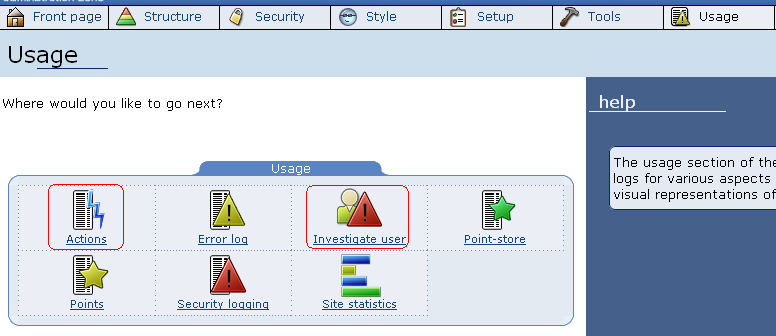 Front page Structure Security Style Setup Tools Usage
Usage
Where would you like to go next?
help
The usage section of the
logs for various aspects
visual representations of
Usage
Actions Error log Investigate user Point-store
Points Security logging Site statistics